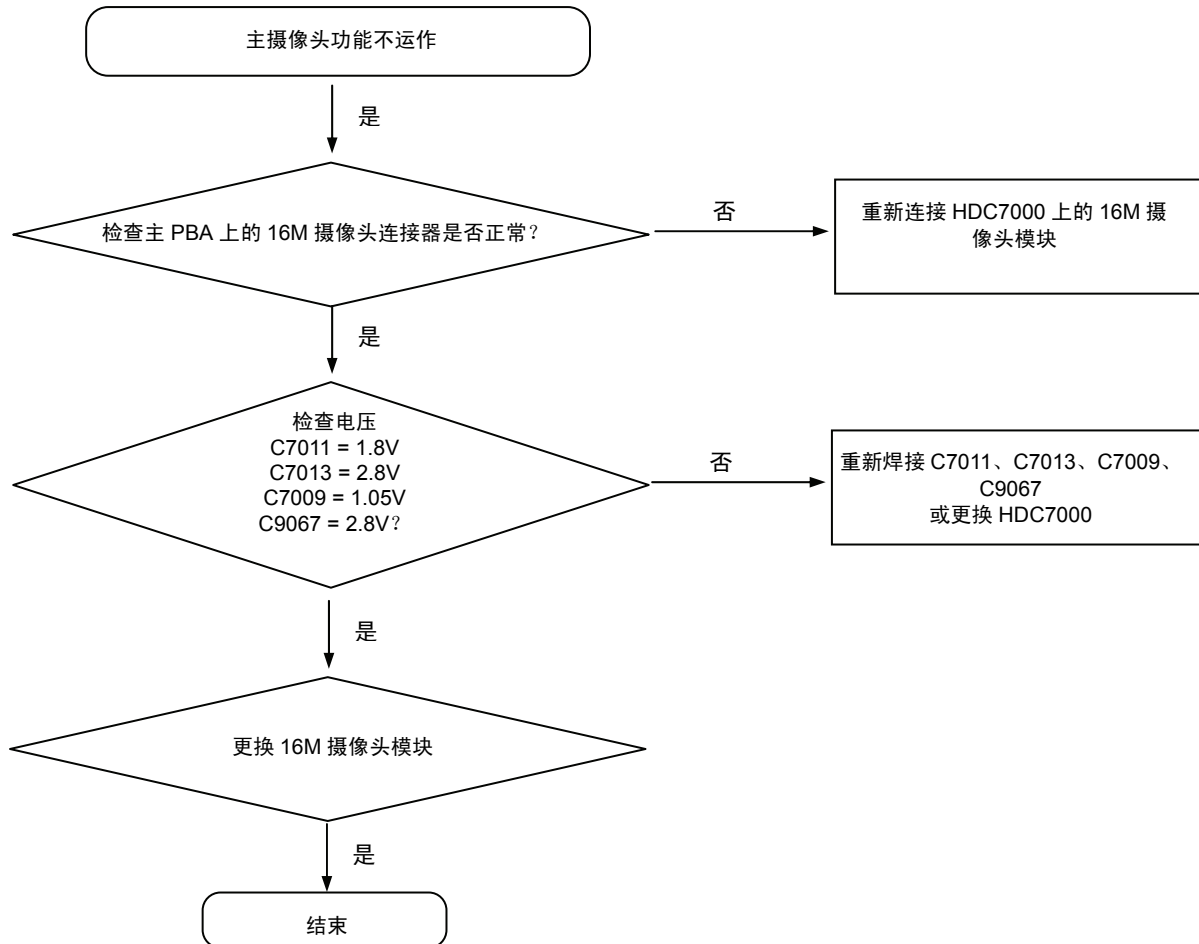 主摄像头功能不运作
是
检查主 PBA 上的 16M 摄像头连接器是否正常？
否
重新连接 HDC7000 上的 16M 摄
像头模块
是
检查电压
C7011 = 1.8V
C7013 = 2.8V
C7009 = 1.05V
C9067 = 2.8V？
否
重新焊接 C7011、C7013、C7009、
C9067
或更换 HDC7000
是
更换 16M 摄像头模块
是
结束